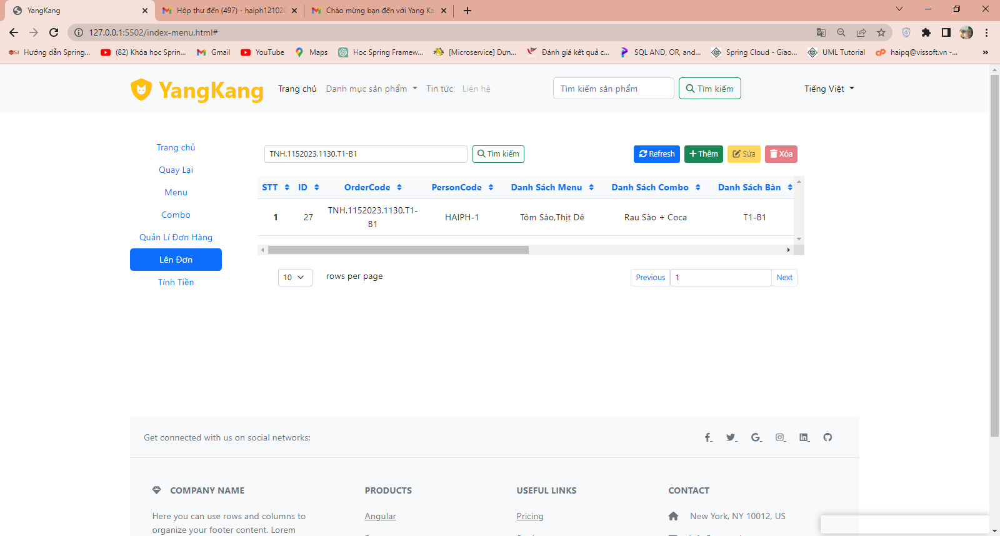 YangKang
Hộp thư đến (497) - haiph12102
Chào mừng bạn đến với Yang Ka
127.0.0.1:5502/index-menu.html#
Hướng dẫn Spring...
(82) Khóa học Sprin...
Gmail
YouTube
Maps
Hoc Spring Framew...
[Microservice] Dựn...
Đánh giá kết quả c...
SQL AND, OR, and...
Spring Cloud - Giao...
UML Tutorial
haipq@vissoft.vn -...
»
YangKang
Trang chủ
Danh mục sản phẩm
Tin tức
Liên hệ
Tìm kiếm sản phẩm
Tìm kiếm
Tiếng Việt
Trang chủ
Quay Lại
Menu
Combo
Quản Lí Đơn Hàng
Lên Đơn
Tính Tiền
TNH.1152023.1130.T1-B1
Tìm kiếm
Refresh
Thêm
Sửa
Xóa
STT ID OrderCode PersonCode Danh Sách Menu Danh Sách Combo Danh Sách Bàn
1 27 TNH.1152023.1130.T1-
B1
HAIPH-1 Tôm Sào,Thịt Dê Rau Sào + Coca T1-B1
10 rows per page
Previous 1 Next
Get connected with us on social networks:
COMPANY NAME
Here you can use rows and columns to
organize your footer content. Lorem
PRODUCTS
Angular
USEFUL LINKS
Pricing
CONTACT
New York, NY 10012, US